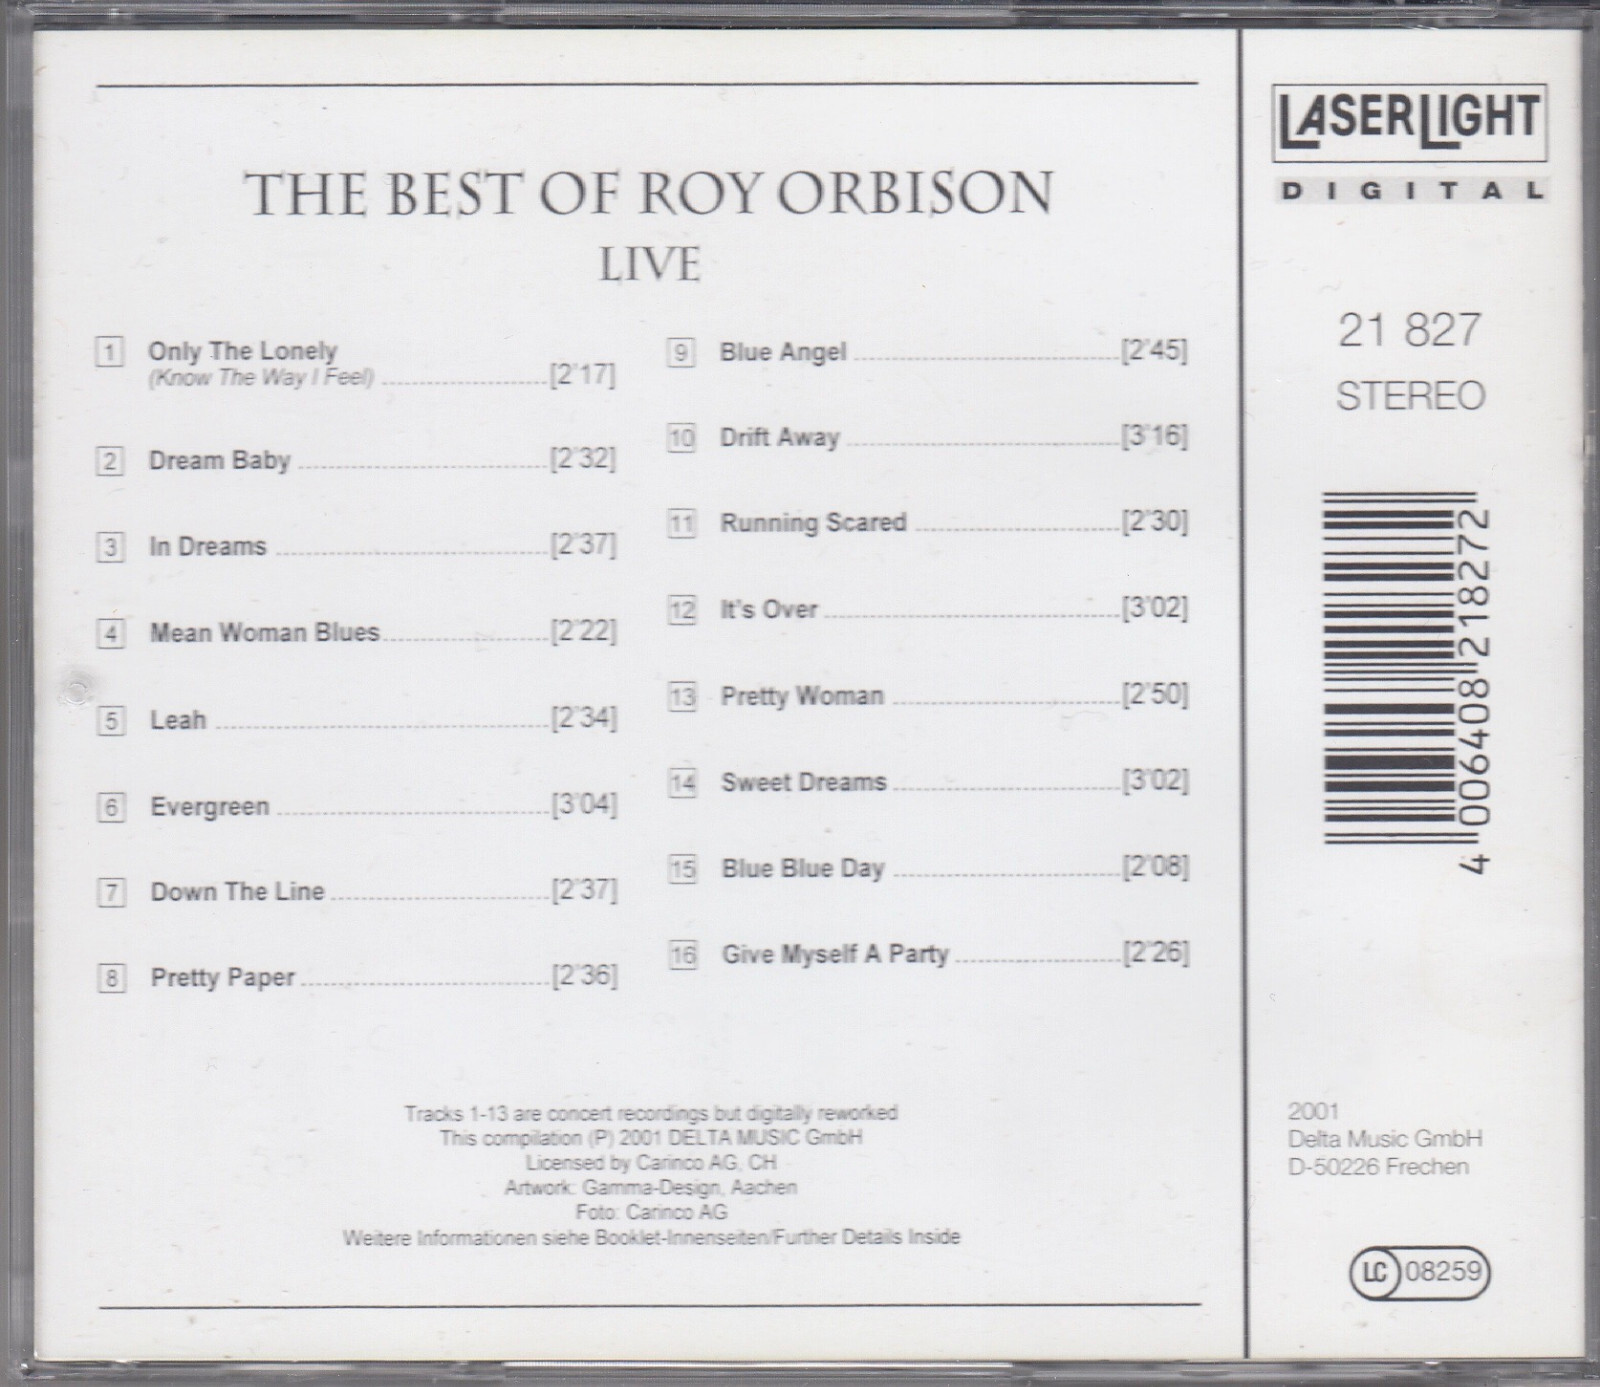 THE BEST OF ROY ORBISON
LIVE
1 Only The Lonely
(Know The Way I Feel) [2'17]
2 Dream Baby [2'32]
3 In Dreams [2'37]
4 Mean Woman Blues [2'22]
5 Leah [2'34]
6 Evergreen [3'04]
7 Down The Line [2'37]
8 Pretty Paper [2'36]
9 Blue Angel [2'45]
10 Drift Away [3'16]
11 Running Scared [2'30]
12 It's Over [3'02]
13 Pretty Woman [2'50]
14 Sweet Dreams [3'02]
15 Blue Blue Day [2'08]
16 Give Myself A Party [2'26]
Tracks 1-13 are concert recordings but digitally reworked
This compilation (P) 2001 DELTA MUSIC GmbH
Licensed by Carinco AG, CH
Artwork: Gamma-Design, Aachen
Foto: Carinco AG
Weitere Informationen siehe Booklet-Innenseiten/Further Details Inside
LASERLIGHT
DIGITAL
21 827
STEREO
4 006408 218272
2001
Delta Music GmbH
D-50226 Frechen
LC 08259